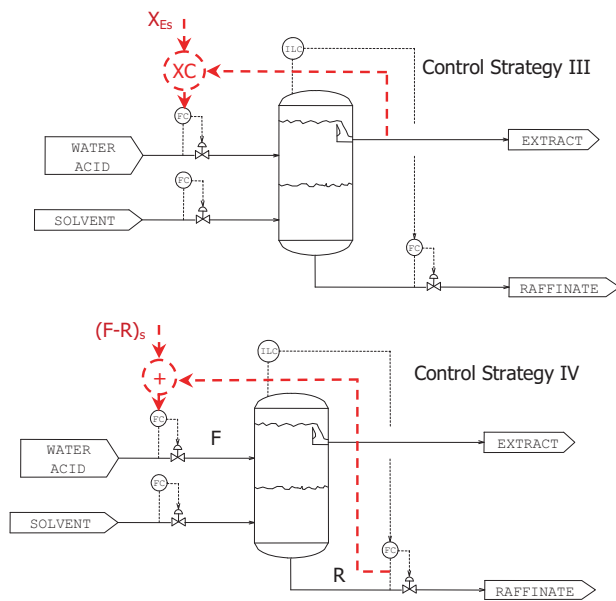 X_Es
ILC
XC
Control Strategy III
FC
WATER
ACID
EXTRACT
FC
SOLVENT
FC
RAFFINATE
(F-R)_s
ILC
+
Control Strategy IV
FC
F
WATER
ACID
EXTRACT
FC
SOLVENT
FC
R
RAFFINATE